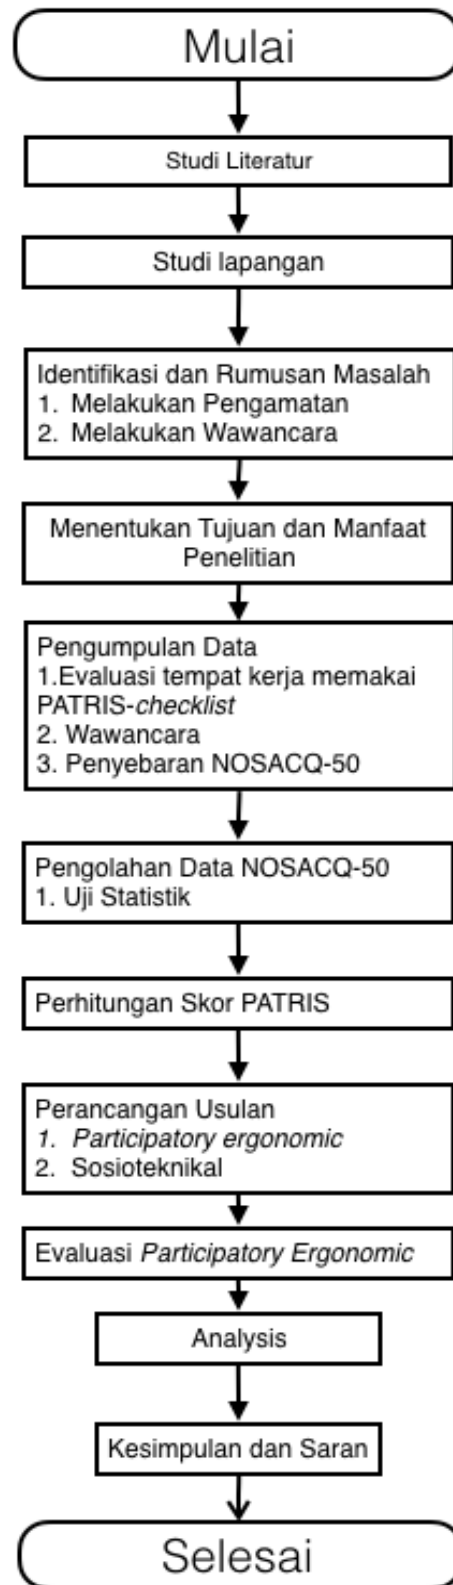 Mulai
Studi Literatur
Studi lapangan
Identifikasi dan Rumusan Masalah
1. Melakukan Pengamatan
2. Melakukan Wawancara
Menentukan Tujuan dan Manfaat
Penelitian
Pengumpulan Data
1.Evaluasi tempat kerja memakai
PATRIS-checklist
2. Wawancara
3. Penyebaran NOSACQ-50
Pengolahan Data NOSACQ-50
1. Uji Statistik
Perhitungan Skor PATRIS
Perancangan Usulan
1. Participatory ergonomic
2. Sosioteknikal
Evaluasi Participatory Ergonomic
Analysis
Kesimpulan dan Saran
Selesai